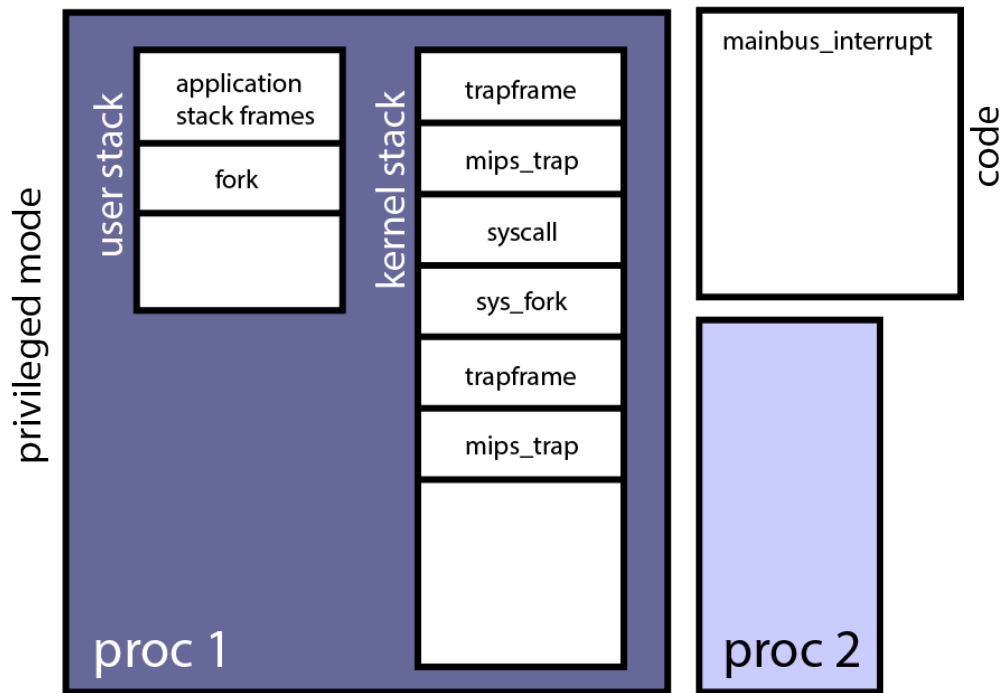 privileged mode
user stack
application
stack frames
fork
kernel stack
trapframe
mips_trap
syscall
sys_fork
trapframe
mips_trap
proc 1
mainbus_interrupt
code
proc 2